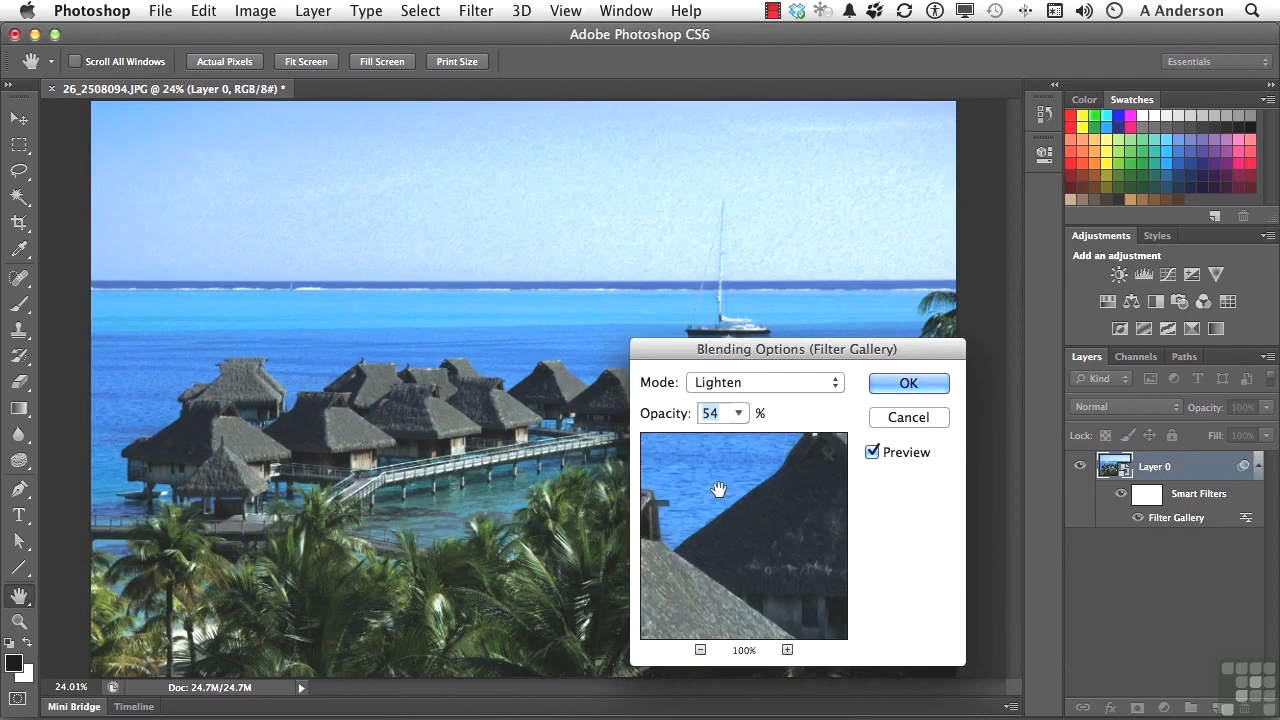 Photoshop File Edit Image Layer Type Select Filter 3D View Window Help A Anderson
Adobe Photoshop CS6
Scroll All Windows Actual Pixels Fit Screen Fill Screen Print Size Essentials
26_2508094.JPG @ 24% (Layer 0, RGB/8#) *
Color Swatches
Adjustments Styles
Add an adjustment
Blending Options (Filter Gallery)
Mode: Lighten OK
Opacity: 54 % Cancel
Preview
100%
Layers Channels Paths
Kind
Normal Opacity: 100%
Lock: Fill: 100%
Layer 0
Smart Filters
Filter Gallery
24.01% Doc: 24.7M/24.7M
Mini Bridge Timeline